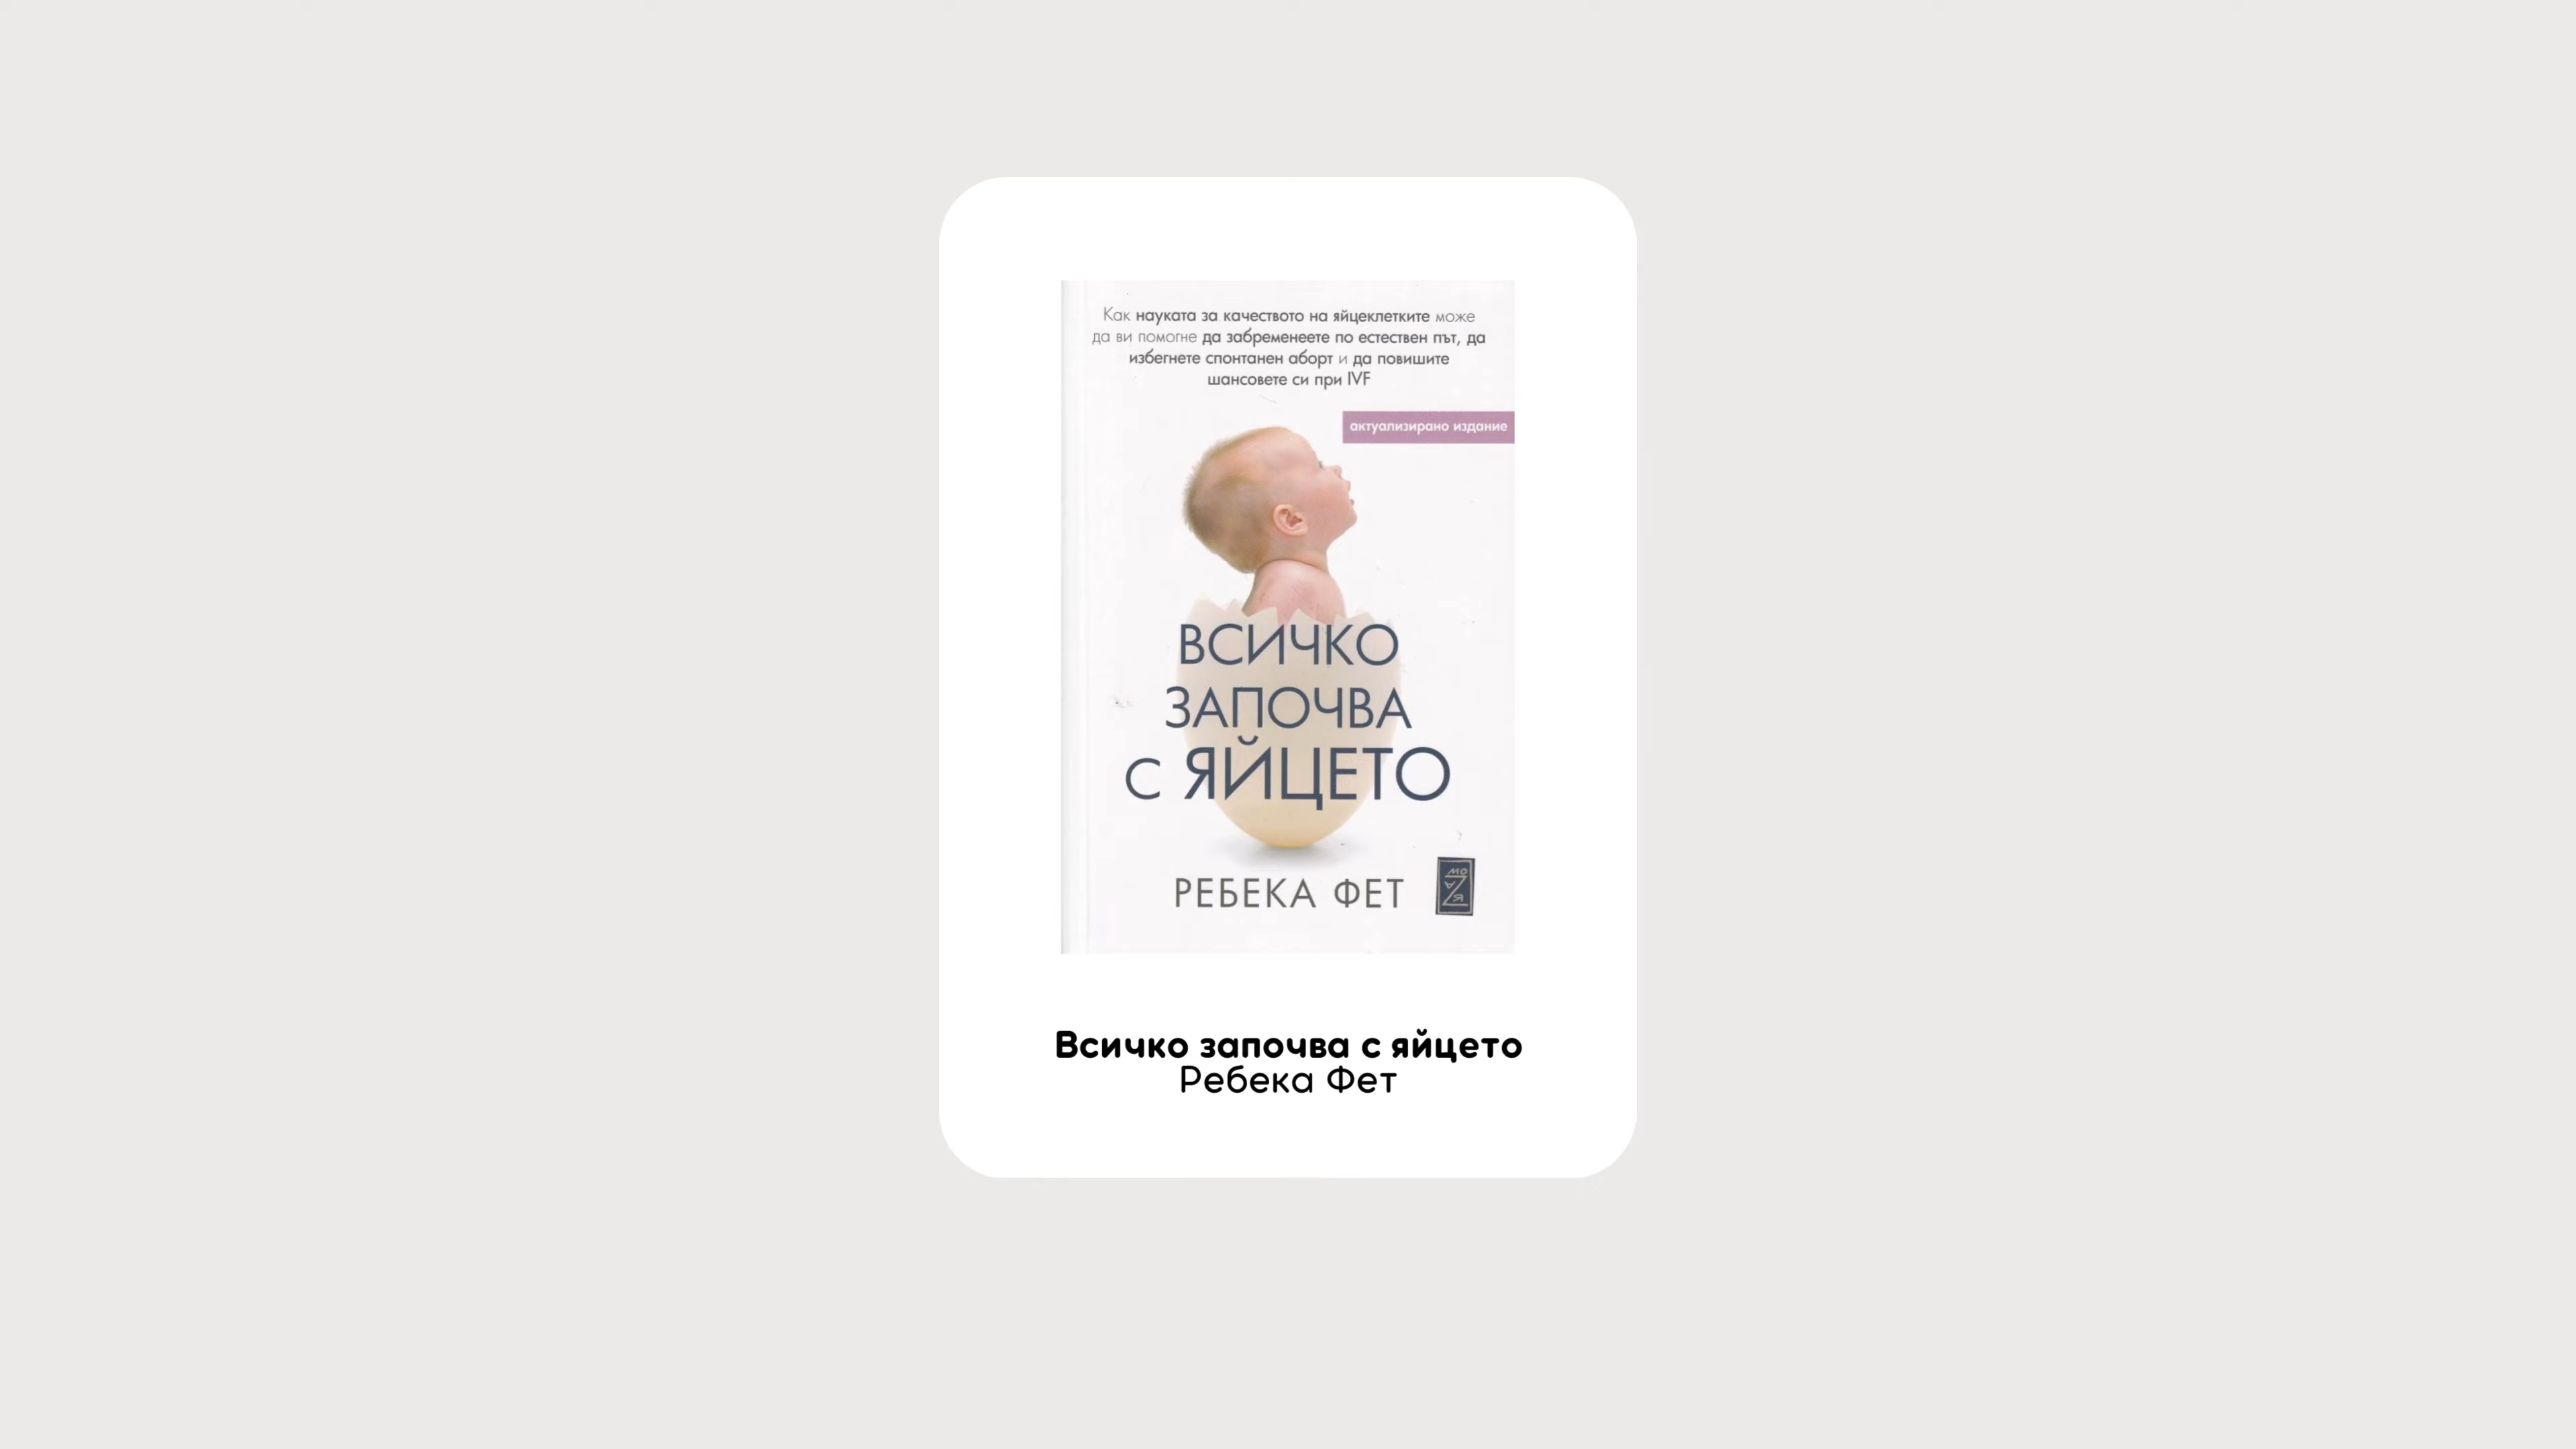 Как науката за качеството на яйцеклетките може
да ви помогне да забременеете по естествен път, да
избегнете спонтанен аборт и да повишите
шансовете си при IVF
актуализирано издание
ВСИЧКО
ЗАПОЧВА
С ЯЙЦЕТО
РЕБЕКА ФЕТ
Всичко започва с яйцето
Ребека Фет